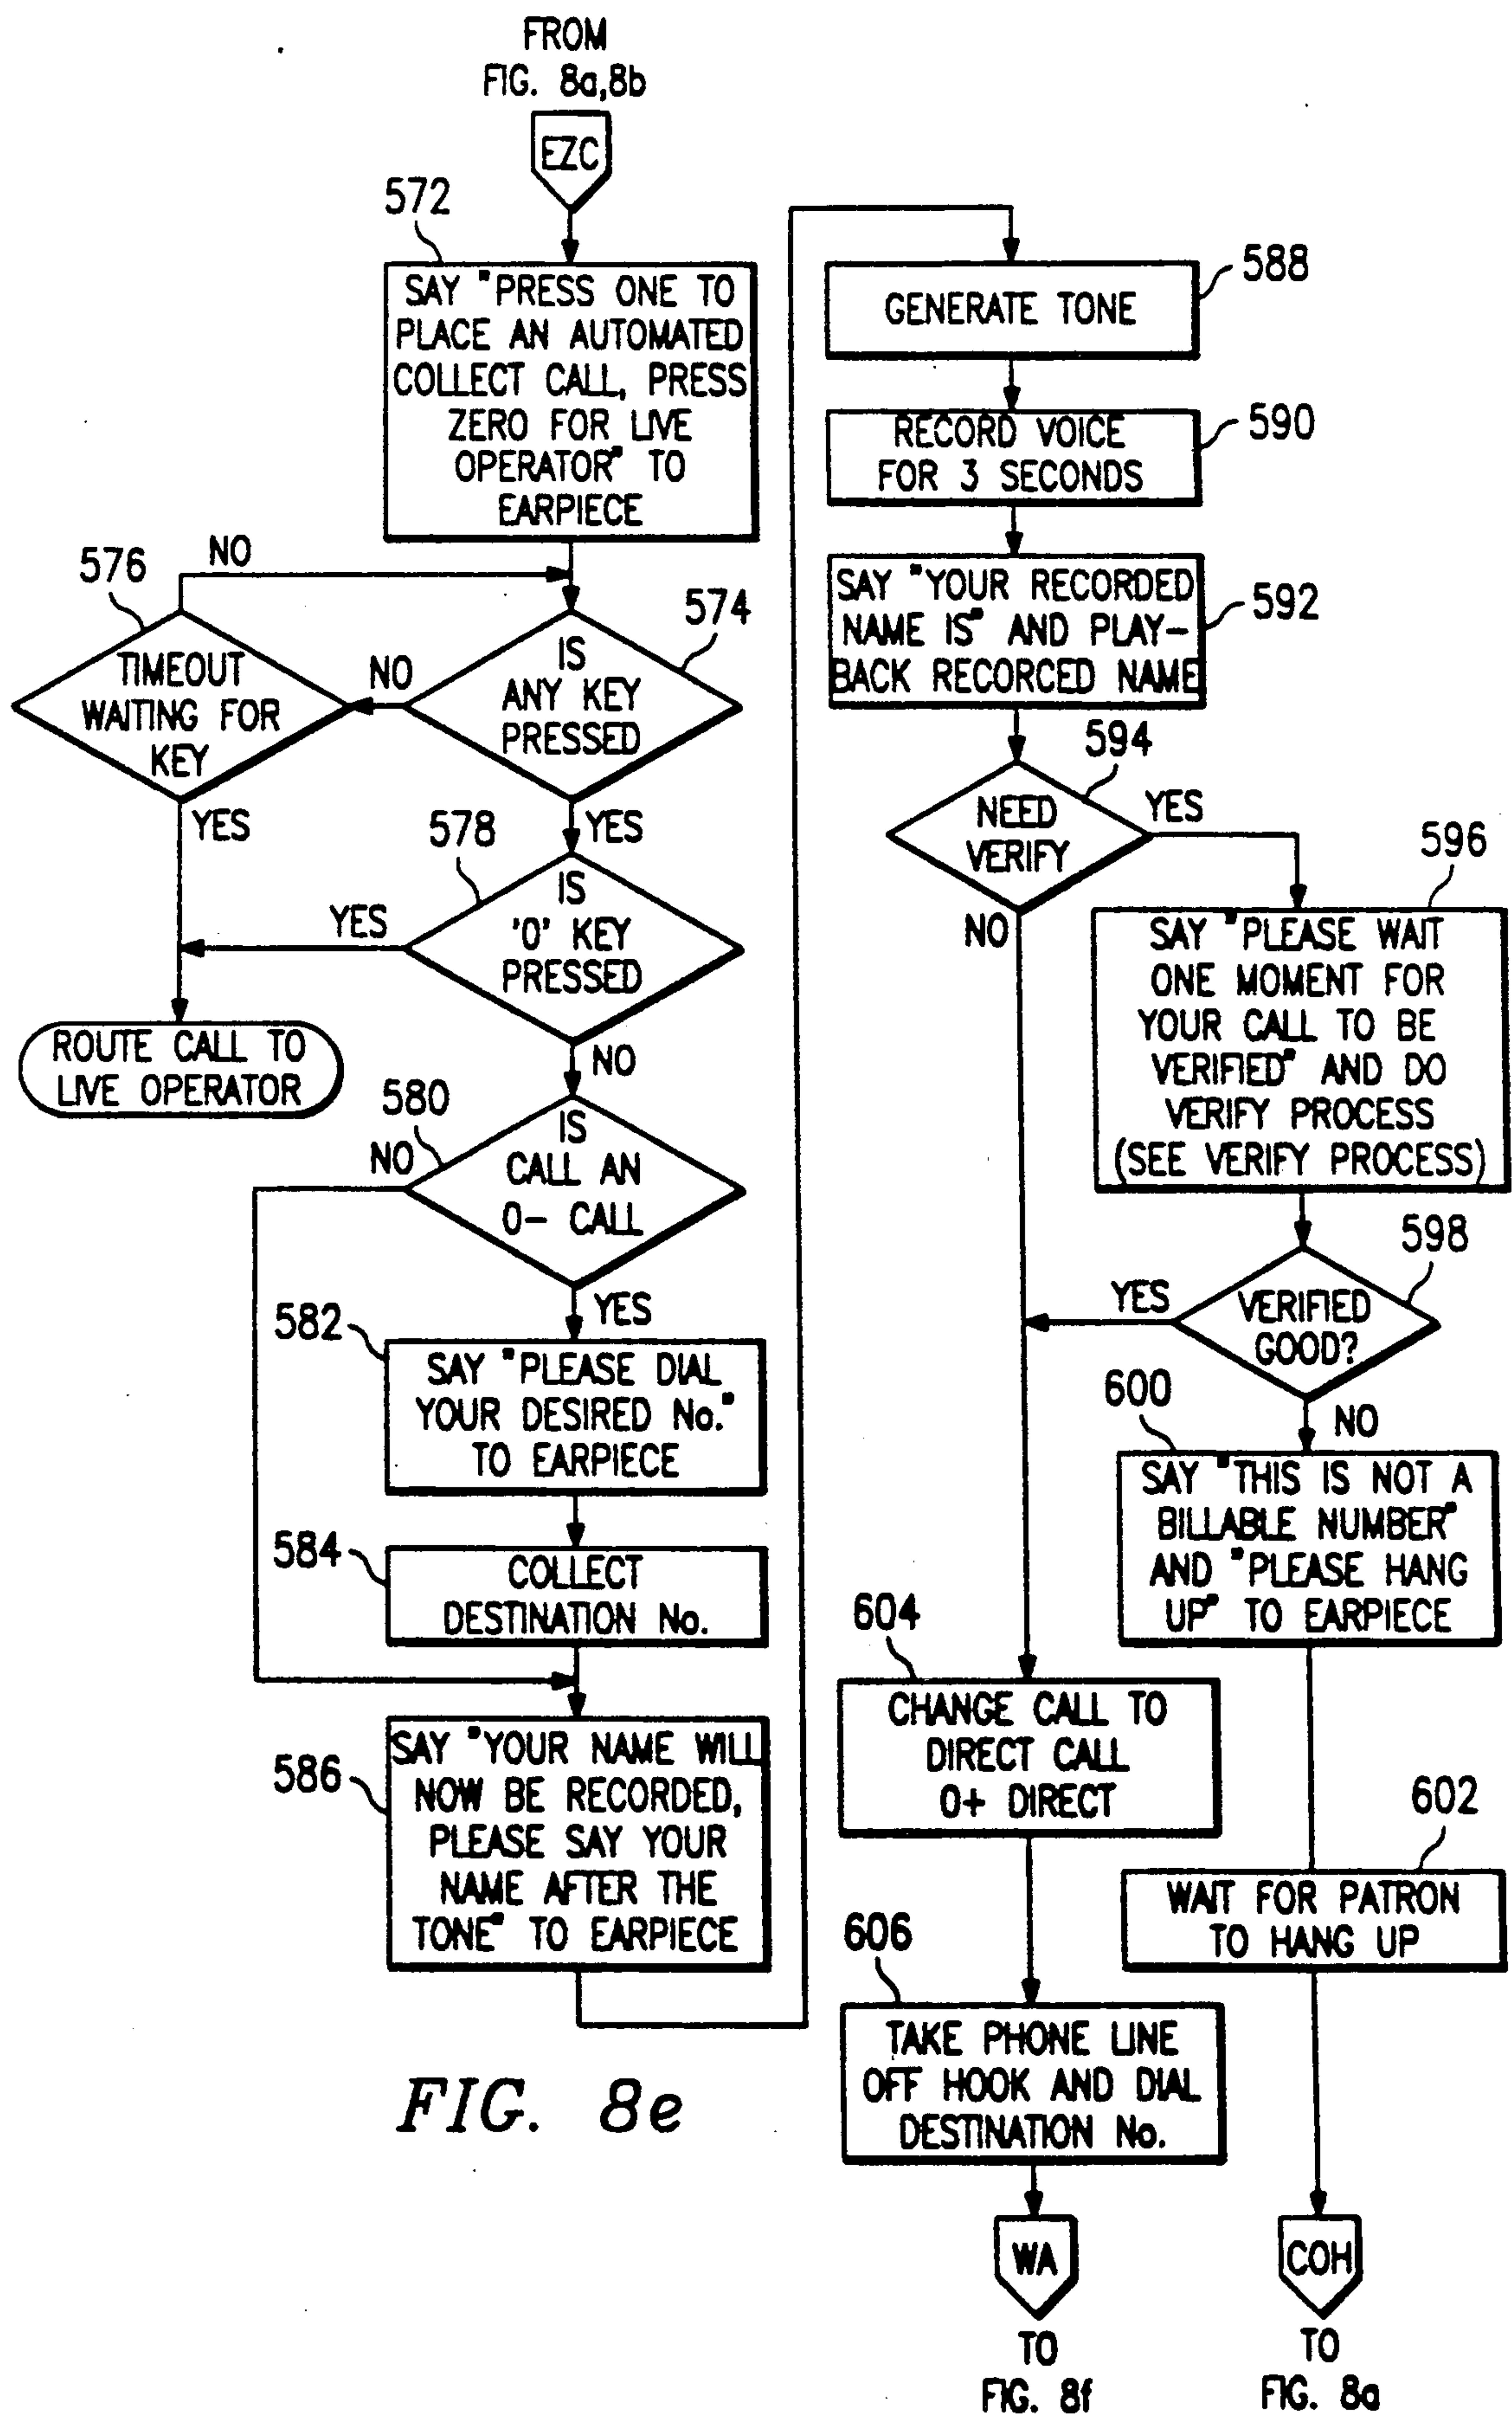 FROM
FIG. 8a,8b
EZC
572
SAY "PRESS ONE TO
PLACE AN AUTOMATED
COLLECT CALL, PRESS
ZERO FOR LIVE
OPERATOR" TO
EARPIECE
576
NO
574
TIMEOUT
WAITING FOR
KEY
NO
IS
ANY KEY
PRESSED
YES
YES
578
IS
'0' KEY
PRESSED
YES
NO
ROUTE CALL TO
LIVE OPERATOR
580
NO
IS
CALL AN
0- CALL
YES
582
SAY "PLEASE DIAL
YOUR DESIRED No."
TO EARPIECE
584
COLLECT
DESTINATION No.
586
SAY "YOUR NAME WILL
NOW BE RECORDED,
PLEASE SAY YOUR
NAME AFTER THE
TONE" TO EARPIECE
588
GENERATE TONE
590
RECORD VOICE
FOR 3 SECONDS
592
SAY "YOUR RECORDED
NAME IS" AND PLAY-
BACK RECORCED NAME
594
NEED
VERIFY
YES
NO
596
SAY "PLEASE WAIT
ONE MOMENT FOR
YOUR CALL TO BE
VERIFIED" AND DO
VERIFY PROCESS
(SEE VERIFY PROCESS)
598
YES
VERIFIED
GOOD?
NO
600
SAY "THIS IS NOT A
BILLABLE NUMBER"
AND "PLEASE HANG
UP" TO EARPIECE
604
CHANGE CALL TO
DIRECT CALL
0+ DIRECT
602
WAIT FOR PATRON
TO HANG UP
606
TAKE PHONE LINE
OFF HOOK AND DIAL
DESTINATION No.
WA
COH
TO
FIG. 8f
TO
FIG. 8a
FIG. 8e